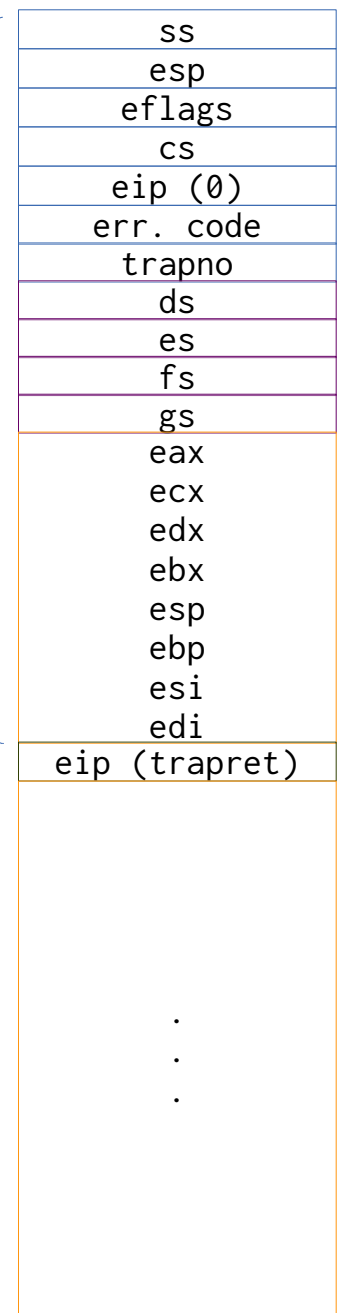 ss
esp
eflags
cs
eip (0)
err. code
trapno
ds
es
fs
gs
eax
ecx
edx
ebx
esp
ebp
esi
edi
eip (trapret)
.
.
.